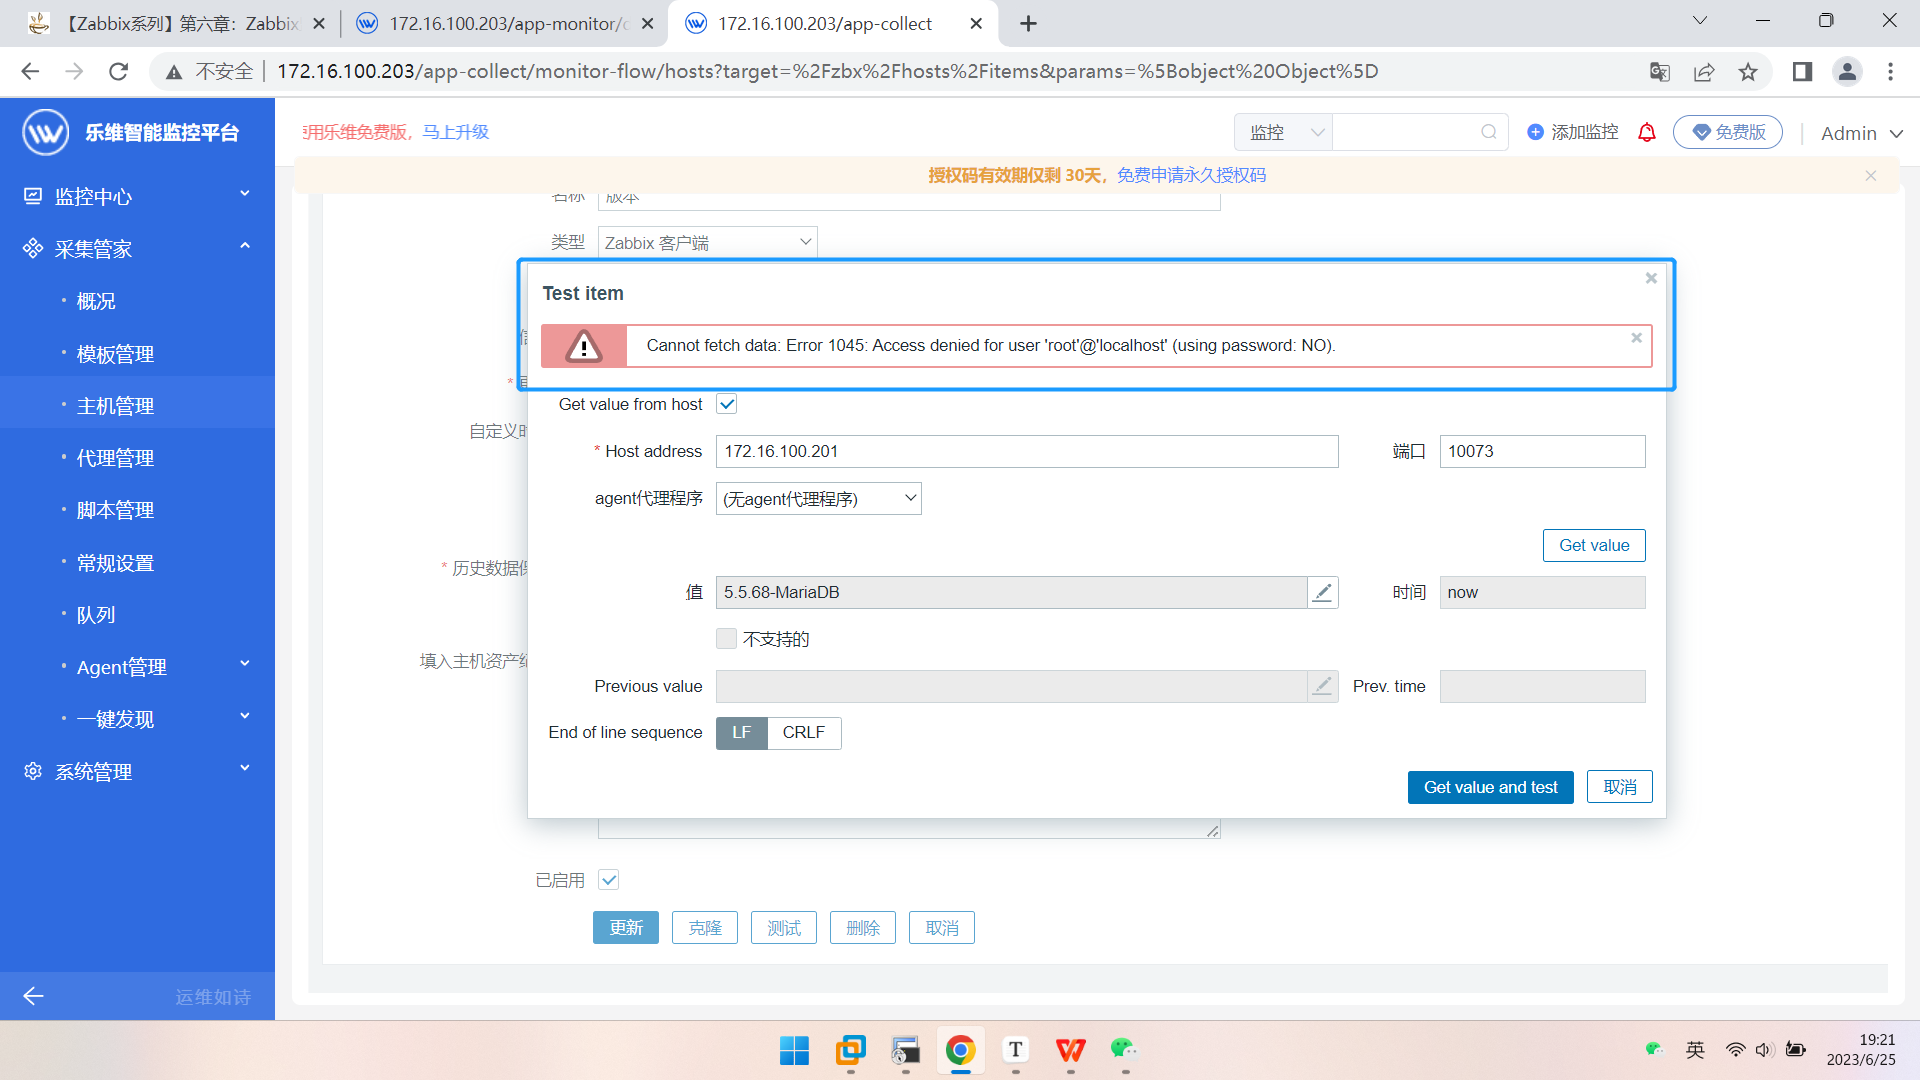 【Zabbix系列】第六章：Zabbix
172.16.100.203/app-monitor/
172.16.100.203/app-collect
不安全
172.16.100.203/app-collect/monitor-flow/hosts?target=%2Fzbx%2Fhosts%2Fitems&params=%5Bobject%20Object%5D
乐维智能监控平台
使用乐维免费版，马上升级
监控
添加监控
免费版
Admin
授权码有效期仅剩 30天，免费申请永久授权码
监控中心
采集管家
概况
模板管理
主机管理
代理管理
脚本管理
常规设置
队列
Agent管理
一键发现
系统管理
运维如诗
名称
版本
类型
Zabbix 客户端
Test item
Cannot fetch data: Error 1045: Access denied for user 'root'@'localhost' (using password: NO).
Get value from host
* Host address
172.16.100.201
端口
10073
agent代理程序
(无agent代理程序)
Get value
值
5.5.68-MariaDB
时间
now
不支持的
Previous value
Prev. time
End of line sequence
LF
CRLF
Get value and test
取消
*
自定义时
* 历史数据保
填入主机资产纪
已启用
更新
克隆
测试
删除
取消
T
英
19:21
2023/6/25